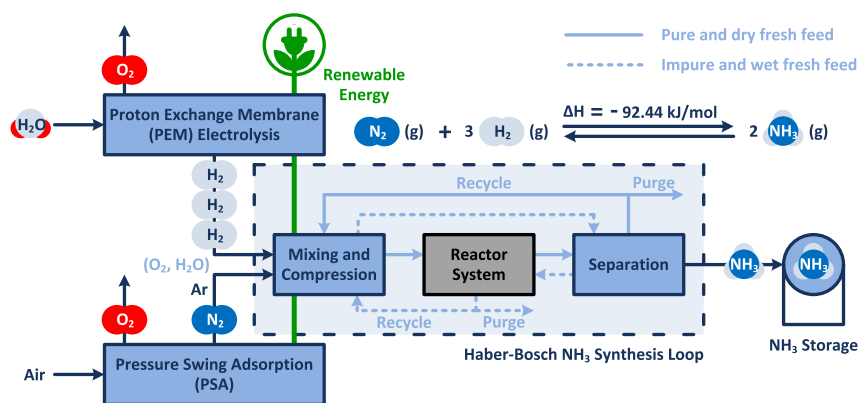 Pure and dry fresh feed
Impure and wet fresh feed
O₂
Renewable
Energy
H₂O
Proton Exchange Membrane
(PEM) Electrolysis
N₂ (g) + 3 H₂ (g) ΔH = - 92.44 kJ/mol 2 NH₃ (g)
H₂
H₂
H₂
Recycle
Purge
(O₂, H₂O)
Mixing and
Compression
Reactor
System
Separation
NH₃
NH₃
Ar
O₂
N₂
Recycle
Purge
Haber-Bosch NH₃ Synthesis Loop
NH₃ Storage
Air
Pressure Swing Adsorption
(PSA)